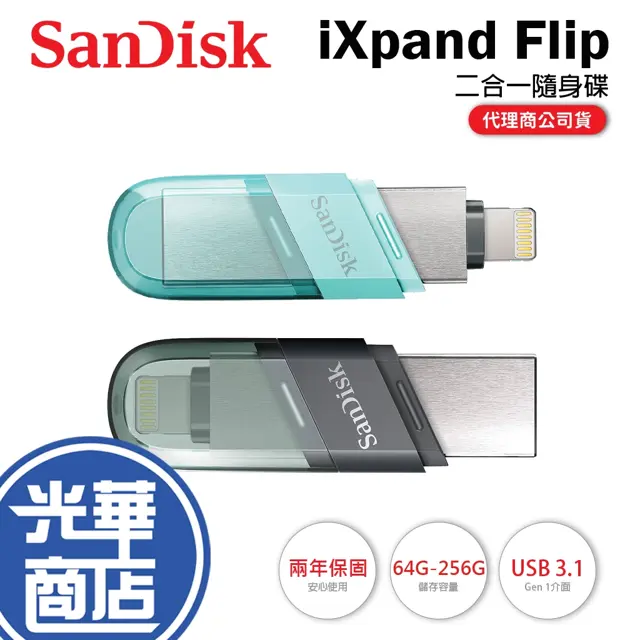 SanDisk
iXpand Flip
二合一隨身碟
代理商公司貨
SanDisk
SanDisk
光華
商店
兩年保固
安心使用
64G-256G
儲存容量
USB 3.1
Gen 1介面